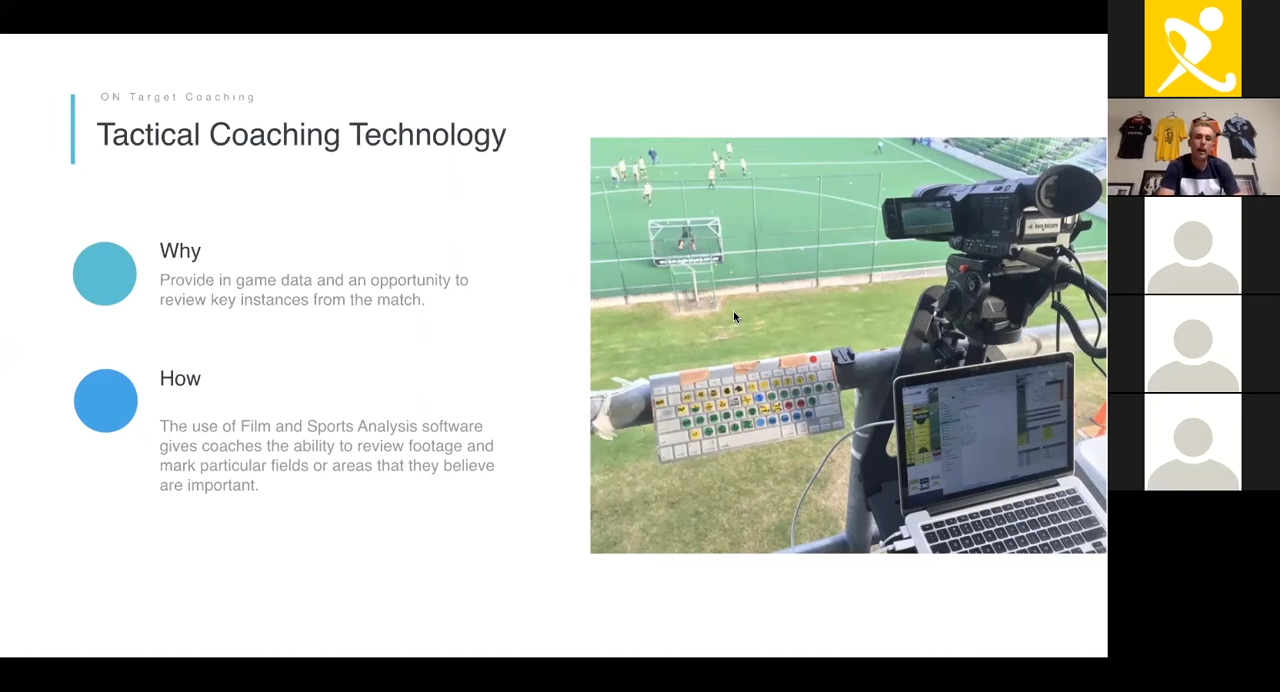 ON Target Coaching
Tactical Coaching Technology
Why
Provide in game data and an opportunity to
review key instances from the match.
How
The use of Film and Sports Analysis software
gives coaches the ability to review footage and
mark particular fields or areas that they believe
are important.